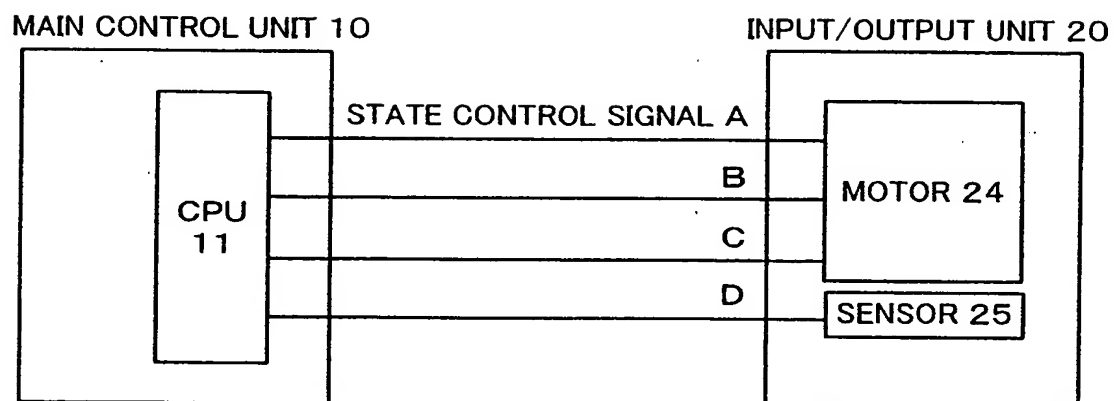 MAIN CONTROL UNIT 10
INPUT/OUTPUT UNIT 20
STATE CONTROL SIGNAL A
B
C
D
CPU
11
MOTOR 24
SENSOR 25